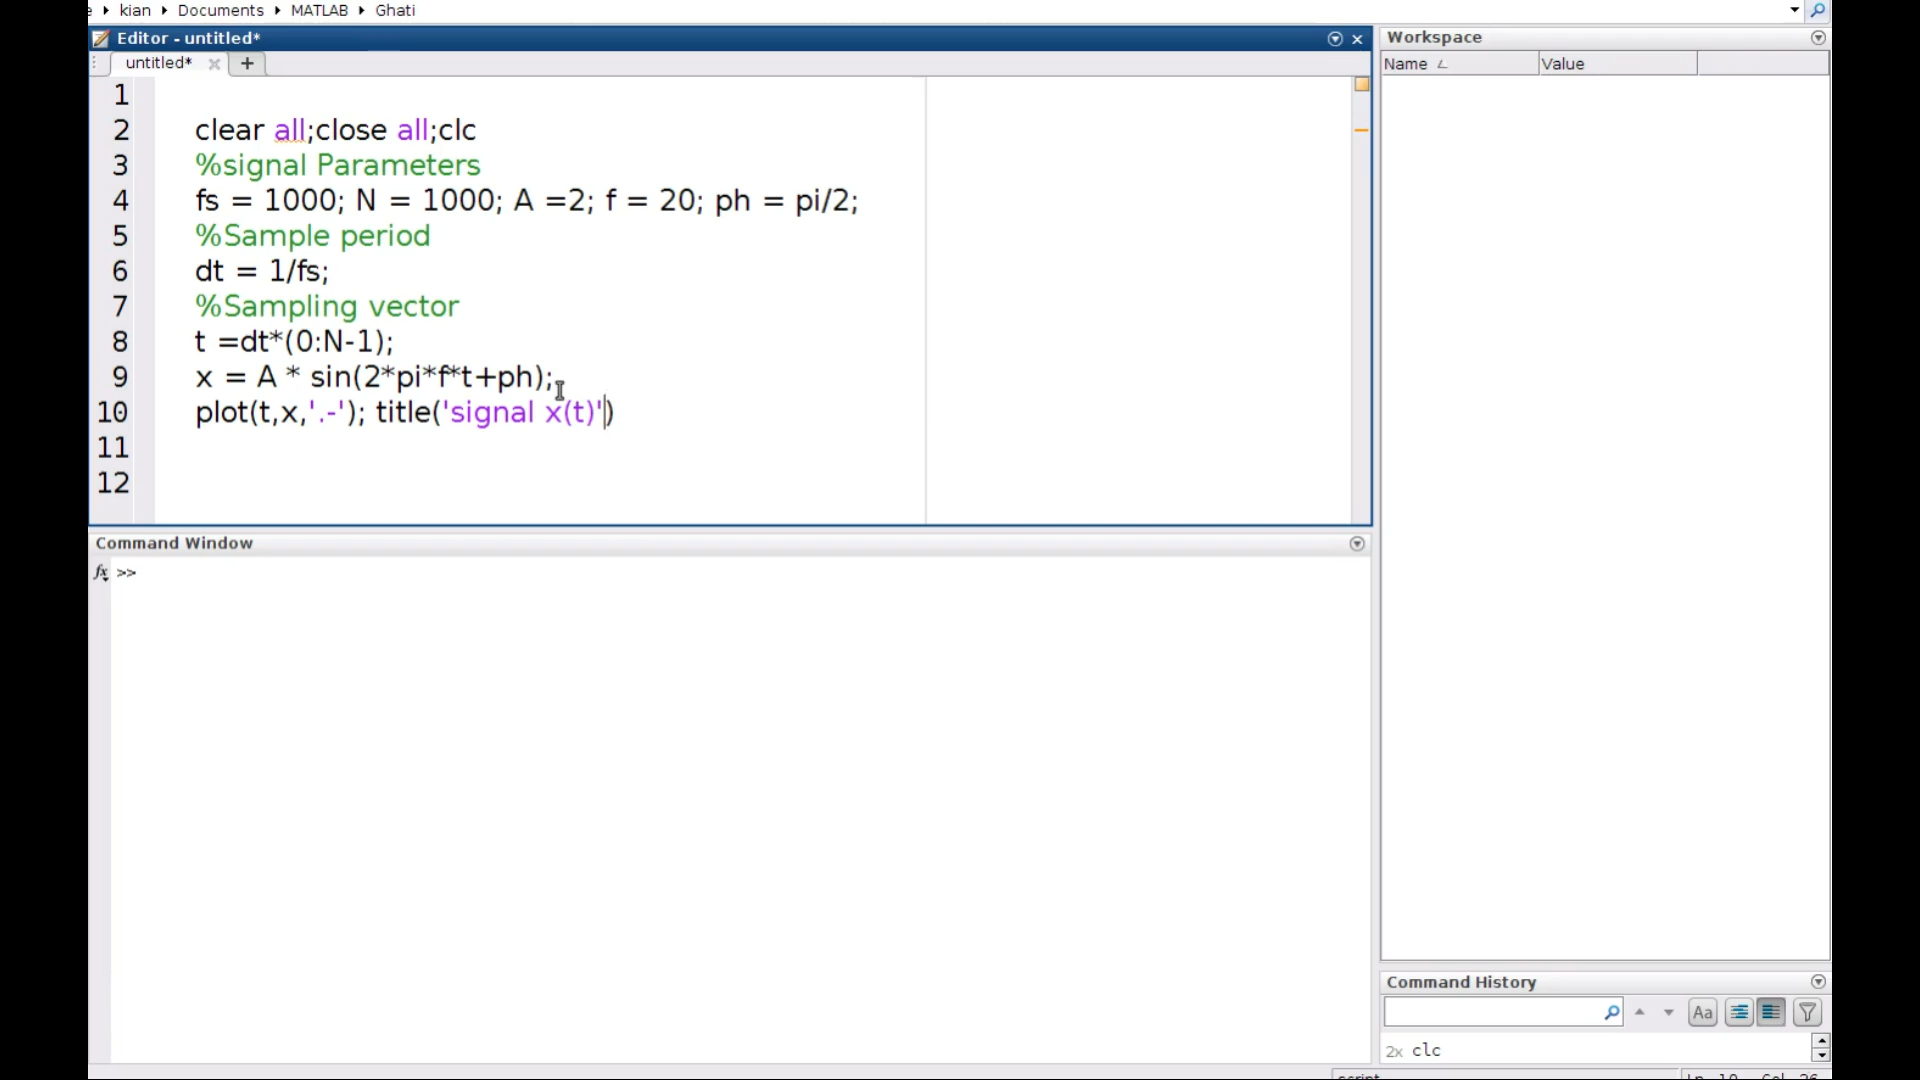 kian ▸ Documents ▸ MATLAB ▸ Ghati
Editor - untitled*
untitled*
Workspace
Name Value
1
2 clear all;close all;clc
3 %signal Parameters
4 fs = 1000; N = 1000; A =2; f = 20; ph = pi/2;
5 %Sample period
6 dt = 1/fs;
7 %Sampling vector
8 t =dt*(0:N-1);
9 x = A * sin(2*pi*f*t+ph);
10 plot(t,x,'.-'); title('signal x(t)')
11
12
Command Window
fx >>
Command History
Aa
2x clc